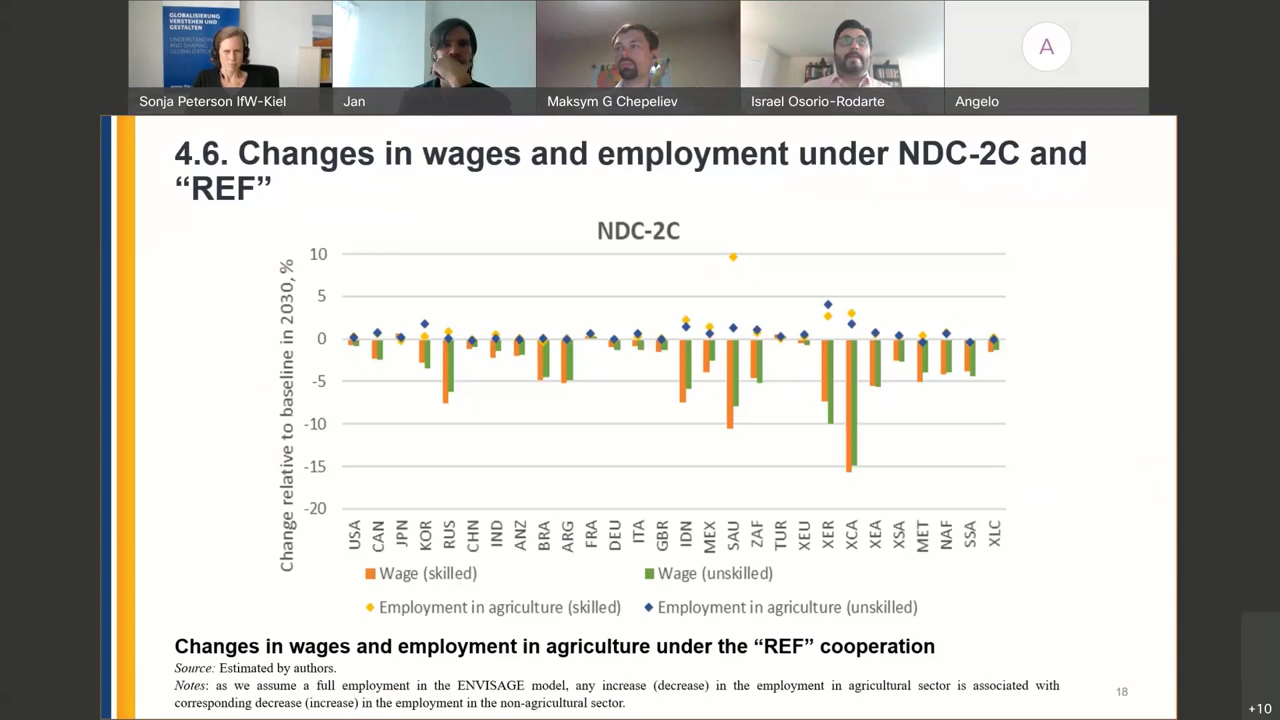 GLOBALISIERUNG
VERSTEHEN UND
GESTALTEN
UNDERSTANDING
AND SHAPING
GLOBALIZATION
A
Sonja Peterson IfW-Kiel
Jan
Maksym G Chepeliev
Israel Osorio-Rodarte
Angelo
4.6. Changes in wages and employment under NDC-2C and
“REF”
NDC-2C
Change relative to baseline in 2030, %
10
5
0
-5
-10
-15
-20
USA CAN JPN KOR RUS CHN IND ANZ BRA ARG FRA DEU ITA GBR IDN MEX SAU ZAF TUR XEU XER XCA XEA XSA MET NAF SSA XLC
Wage (skilled) Wage (unskilled)
Employment in agriculture (skilled) Employment in agriculture (unskilled)
Changes in wages and employment in agriculture under the “REF” cooperation
Source: Estimated by authors.
Notes: as we assume a full employment in the ENVISAGE model, any increase (decrease) in the employment in agricultural sector is associated with
corresponding decrease (increase) in the employment in the non-agricultural sector.
18
+10